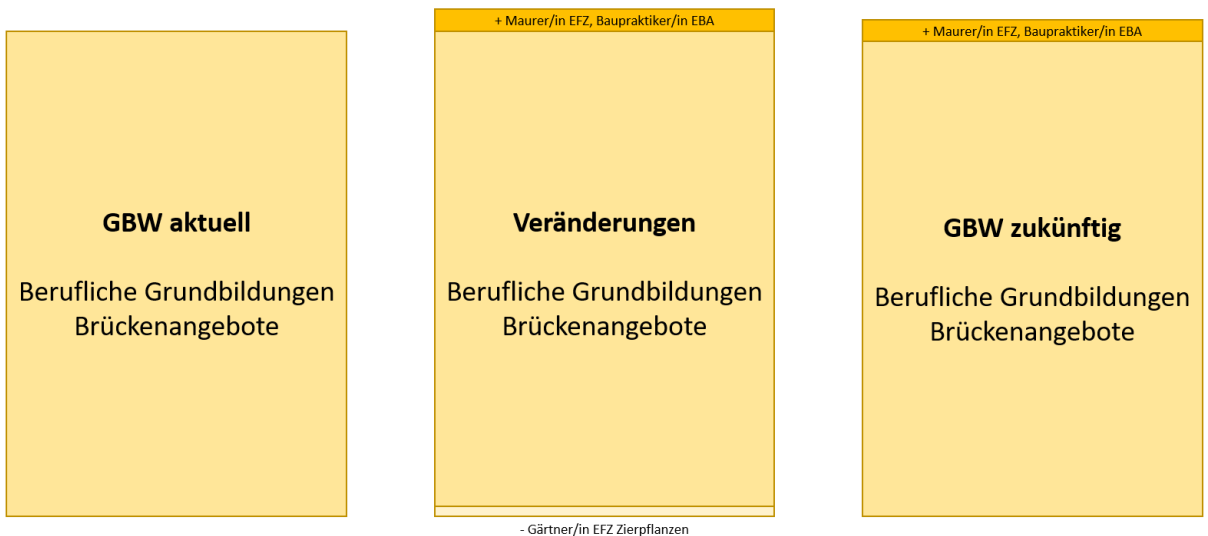 GBW aktuell
Berufliche Grundbildungen
Brückenangebote
+ Maurer/in EFZ, Baupraktiker/in EBA
Veränderungen
Berufliche Grundbildungen
Brückenangebote
- Gärtner/in EFZ Zierpflanzen
+ Maurer/in EFZ, Baupraktiker/in EBA
GBW zukünftig
Berufliche Grundbildungen
Brückenangebote